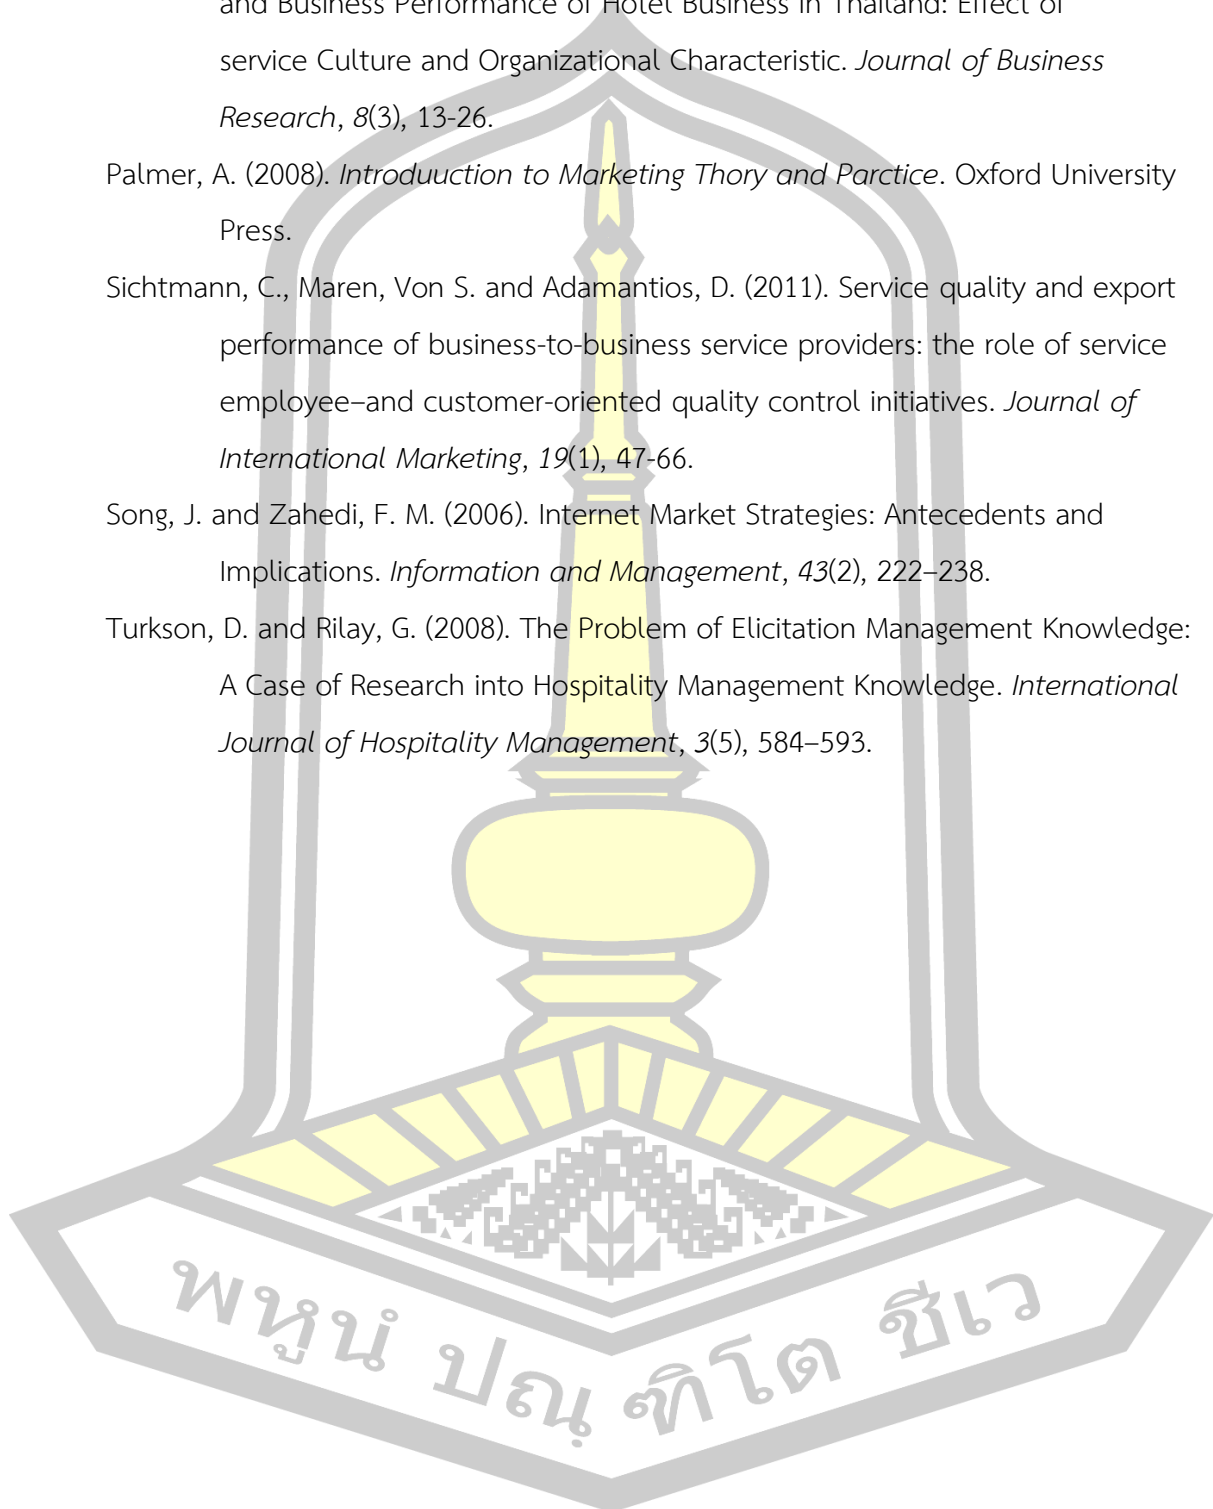 and Business Performance of Hotel Business in Thailand: Effect of
service Culture and Organizational Characteristic. Journal of Business
Research, 8(3), 13-26.
Palmer, A. (2008). Introduuction to Marketing Thory and Parctice. Oxford University
Press.
Sichtmann, C., Maren, Von S. and Adamantios, D. (2011). Service quality and export
performance of business-to-business service providers: the role of service
employee–and customer-oriented quality control initiatives. Journal of
International Marketing, 19(1), 47-66.
Song, J. and Zahedi, F. M. (2006). Internet Market Strategies: Antecedents and
Implications. Information and Management, 43(2), 222–238.
Turkson, D. and Rilay, G. (2008). The Problem of Elicitation Management Knowledge:
A Case of Research into Hospitality Management Knowledge. International
Journal of Hospitality Management, 3(5), 584–593.
พหูนํ ปณฺฑิโต ชีเว